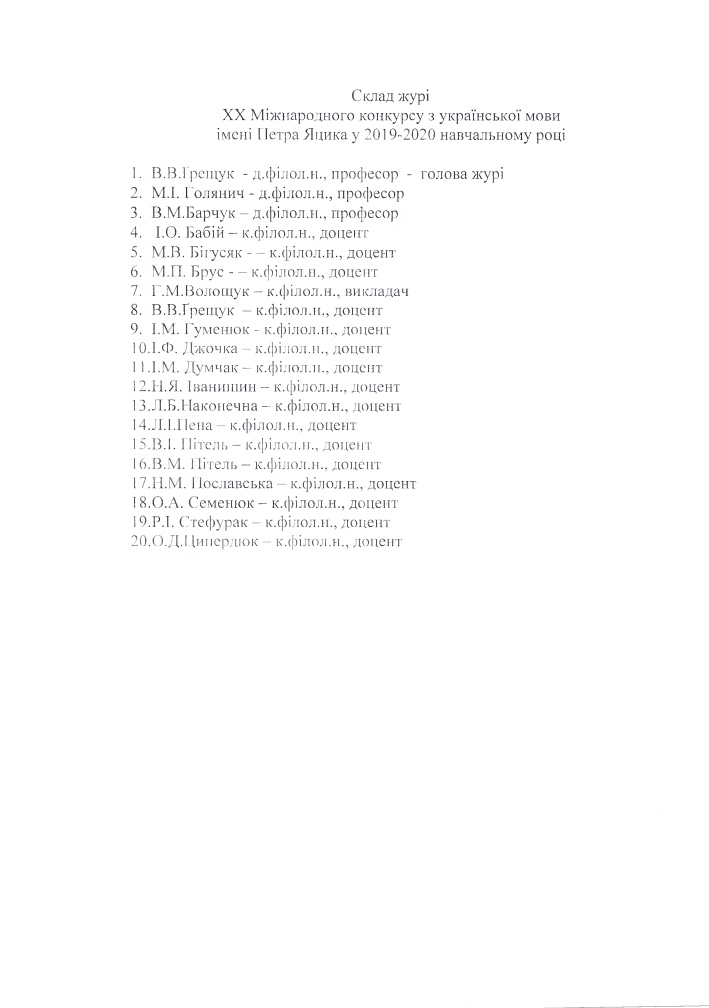 Склад журі
ХХ Міжнародного конкурсу з української мови
імені Петра Яцика у 2019-2020 навчальному році
1. В.В.Ґрещук - д.філол.н., професор - голова журі
2. М.І. Голянич - д.філол.н., професор
3. В.М.Барчук – д.філол.н., професор
4. І.О. Бабій – к.філол.н., доцент
5. М.В. Бігусяк - – к.філол.н., доцент
6. М.П. Брус - – к.філол.н., доцент
7. Г.М.Волощук – к.філол.н., викладач
8. В.В.Ґрещук – к.філол.н., доцент
9. І.М. Гуменюк - к.філол.н., доцент
10.І.Ф. Джочка – к.філол.н., доцент
11.І.М. Думчак – к.філол.н., доцент
12.Н.Я. Іванишин – к.філол.н., доцент
13.Л.Б.Наконечна – к.філол.н., доцент
14.Л.І.Пена – к.філол.н., доцент
15.В.І. Пітель – к.філол.н., доцент
16.В.М. Пітель – к.філол.н., доцент
17.Н.М. Пославська – к.філол.н., доцент
18.О.А. Семенюк – к.філол.н., доцент
19.Р.І. Стефурак – к.філол.н., доцент
20.О.Д.Ципердюк – к.філол.н., доцент